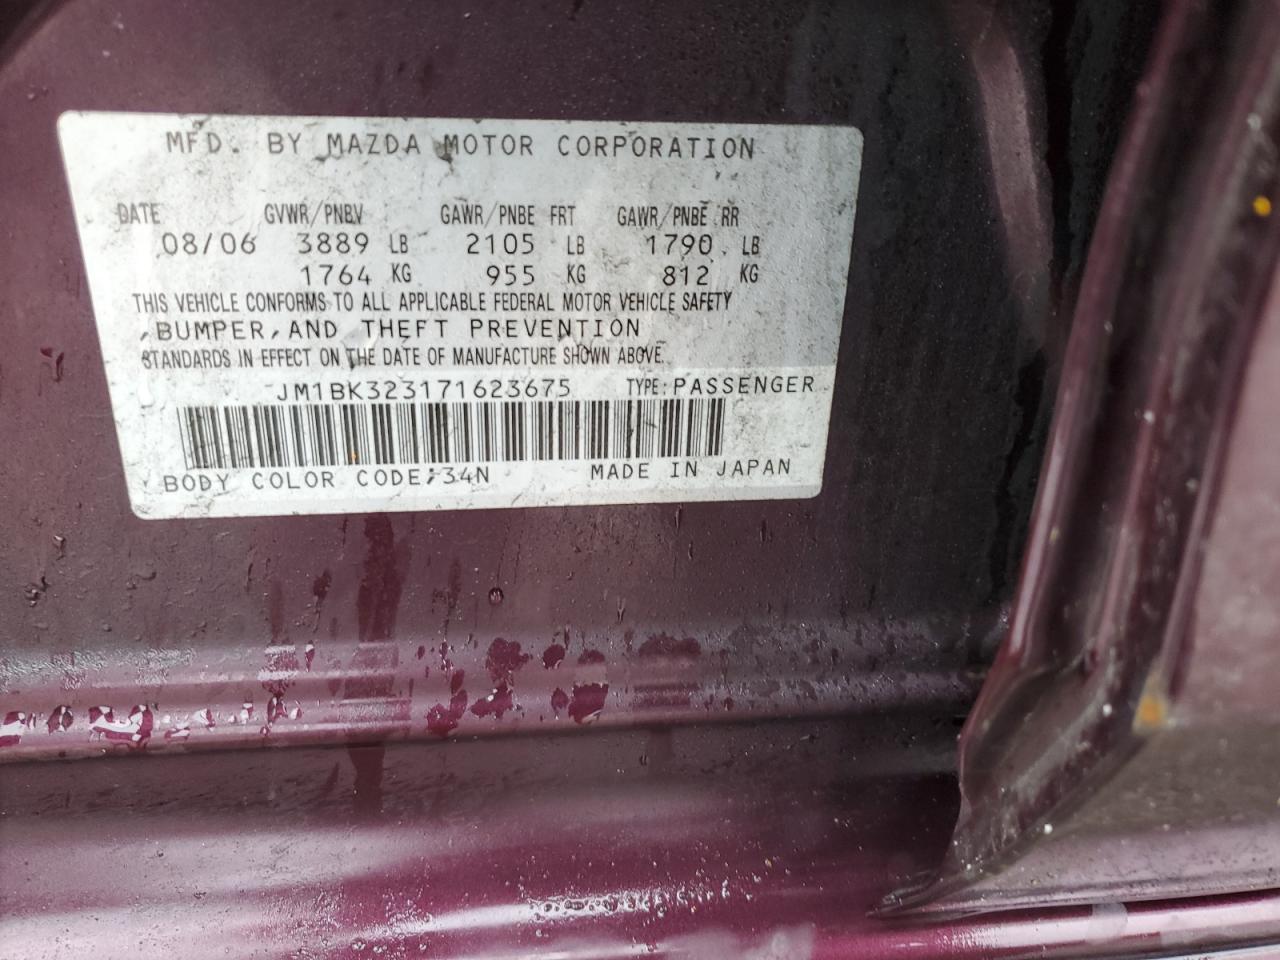 MFD. BY MAZDA MOTOR CORPORATION
DATE GVWR/PNBV GAWR/PNBE FRT GAWR/PNBE RR
08/06 3889 LB 2105 LB 1790 LB
1764 KG 955 KG 812 KG
THIS VEHICLE CONFORMS TO ALL APPLICABLE FEDERAL MOTOR VEHICLE SAFETY
,BUMPER,AND THEFT PREVENTION
STANDARDS IN EFFECT ON THE DATE OF MANUFACTURE SHOWN ABOVE.
JM1BK323171623675 TYPE:PASSENGER
BODY COLOR CODE:34N MADE IN JAPAN